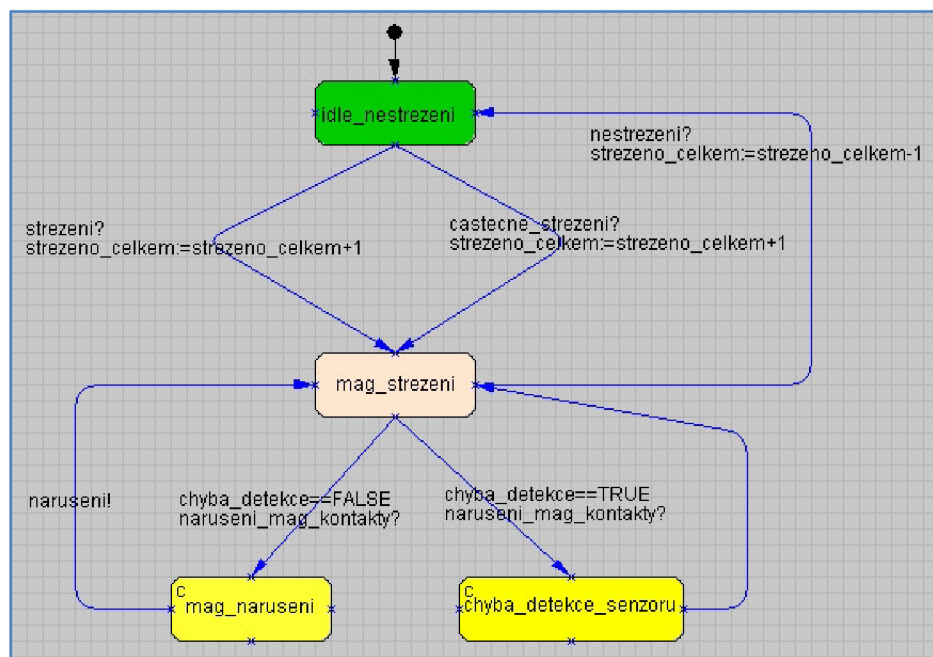 idle_nestrezeni
nestrezeni?
strezeno_celkem:=strezeno_celkem-1
strezeni?
strezeno_celkem:=strezeno_celkem+1
castecne_strezeni?
strezeno_celkem:=strezeno_celkem+1
mag_strezeni
naruseni!
chyba_detekce==FALSE
naruseni_mag_kontakty?
chyba_detekce==TRUE
naruseni_mag_kontakty?
C
mag_naruseni
C
chyba_detekce_senzoru